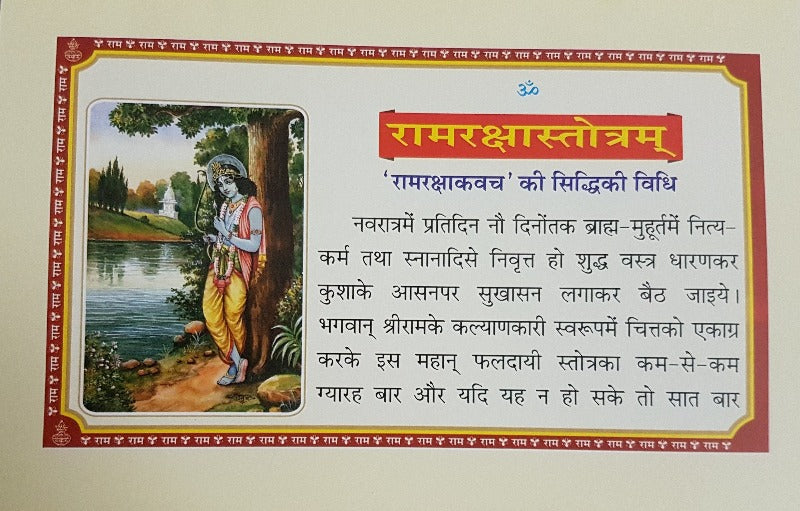 राम राम राम राम राम राम राम राम राम राम राम राम राम राम राम राम राम राम
ॐ
रामरक्षास्तोत्रम्
‘रामरक्षाकवच’ की सिद्धिकी विधि
नवरात्रमें प्रतिदिन नौ दिनोंतक ब्राह्म-मुहूर्तमें नित्य-
कर्म तथा स्नानादिसे निवृत्त हो शुद्ध वस्त्र धारणकर
कुशाके आसनपर सुखासन लगाकर बैठ जाइये।
भगवान् श्रीरामके कल्याणकारी स्वरूपमें चित्तको एकाग्र
करके इस महान् फलदायी स्तोत्रका कम-से-कम
ग्यारह बार और यदि यह न हो सके तो सात बार
राम राम राम राम राम राम राम राम राम राम राम राम राम राम राम राम राम राम